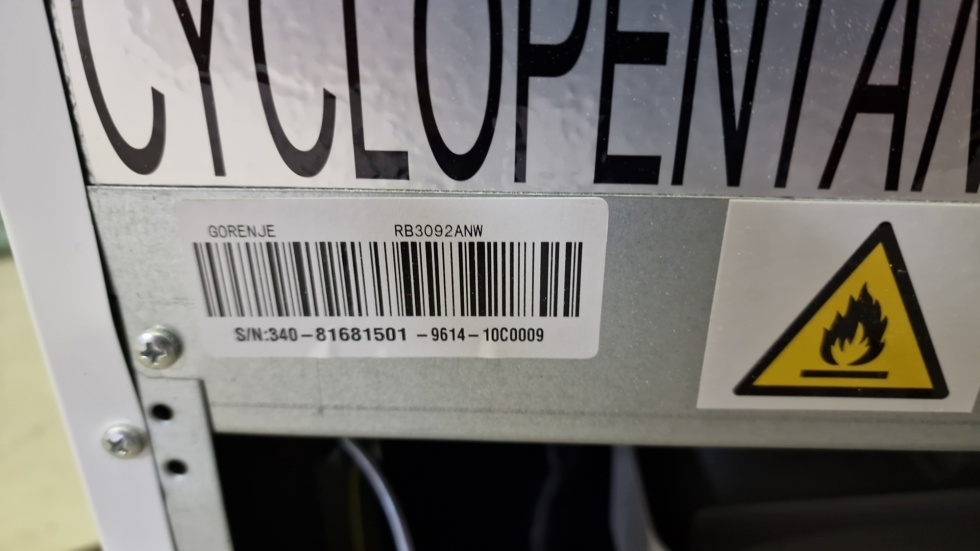 CYCLOPENTAN
GORENJE RB3092ANW
S/N:340-81681501-9614-10C0009